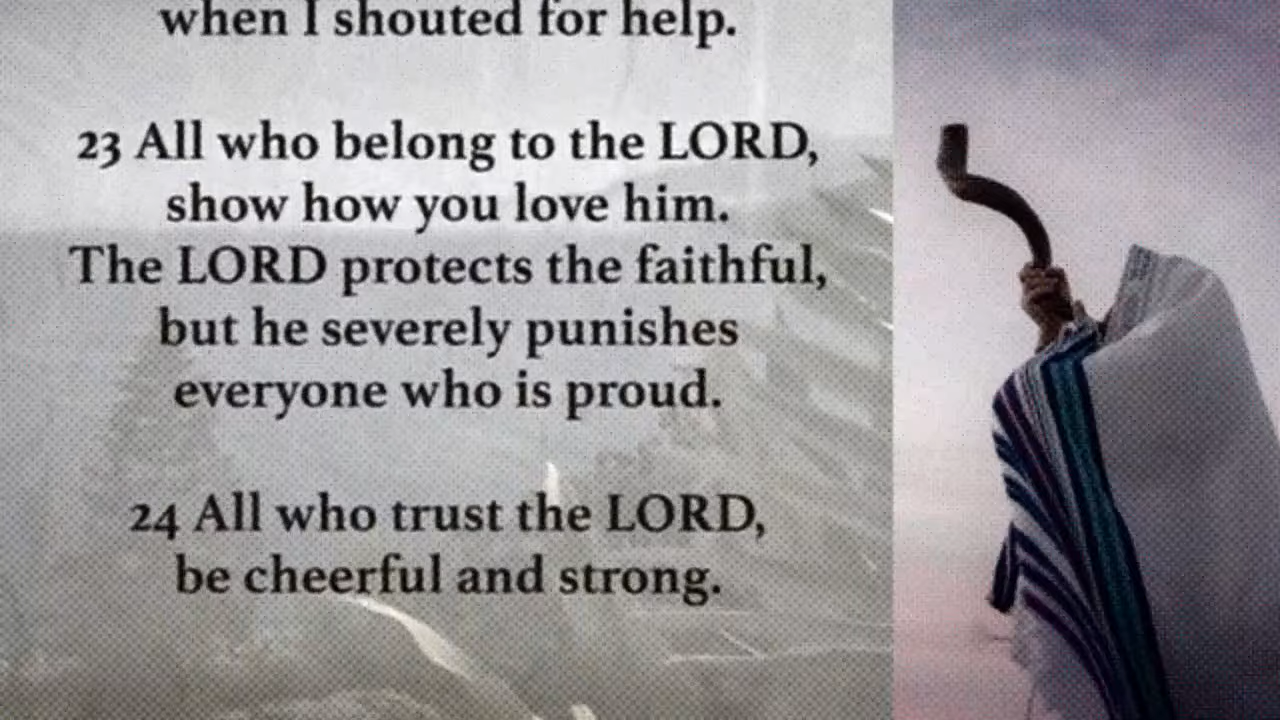 when I shouted for help.
23 All who belong to the LORD,
show how you love him.
The LORD protects the faithful,
but he severely punishes
everyone who is proud.
24 All who trust the LORD,
be cheerful and strong.